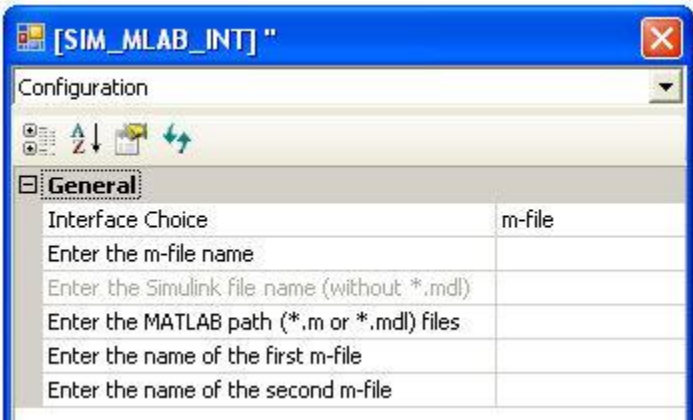 [SIM_MLAB_INT] "
Configuration
A
Z
General
Interface Choice m-file
Enter the m-file name
Enter the Simulink file name (without *.mdl)
Enter the MATLAB path (*.m or *.mdl) files
Enter the name of the first m-file
Enter the name of the second m-file